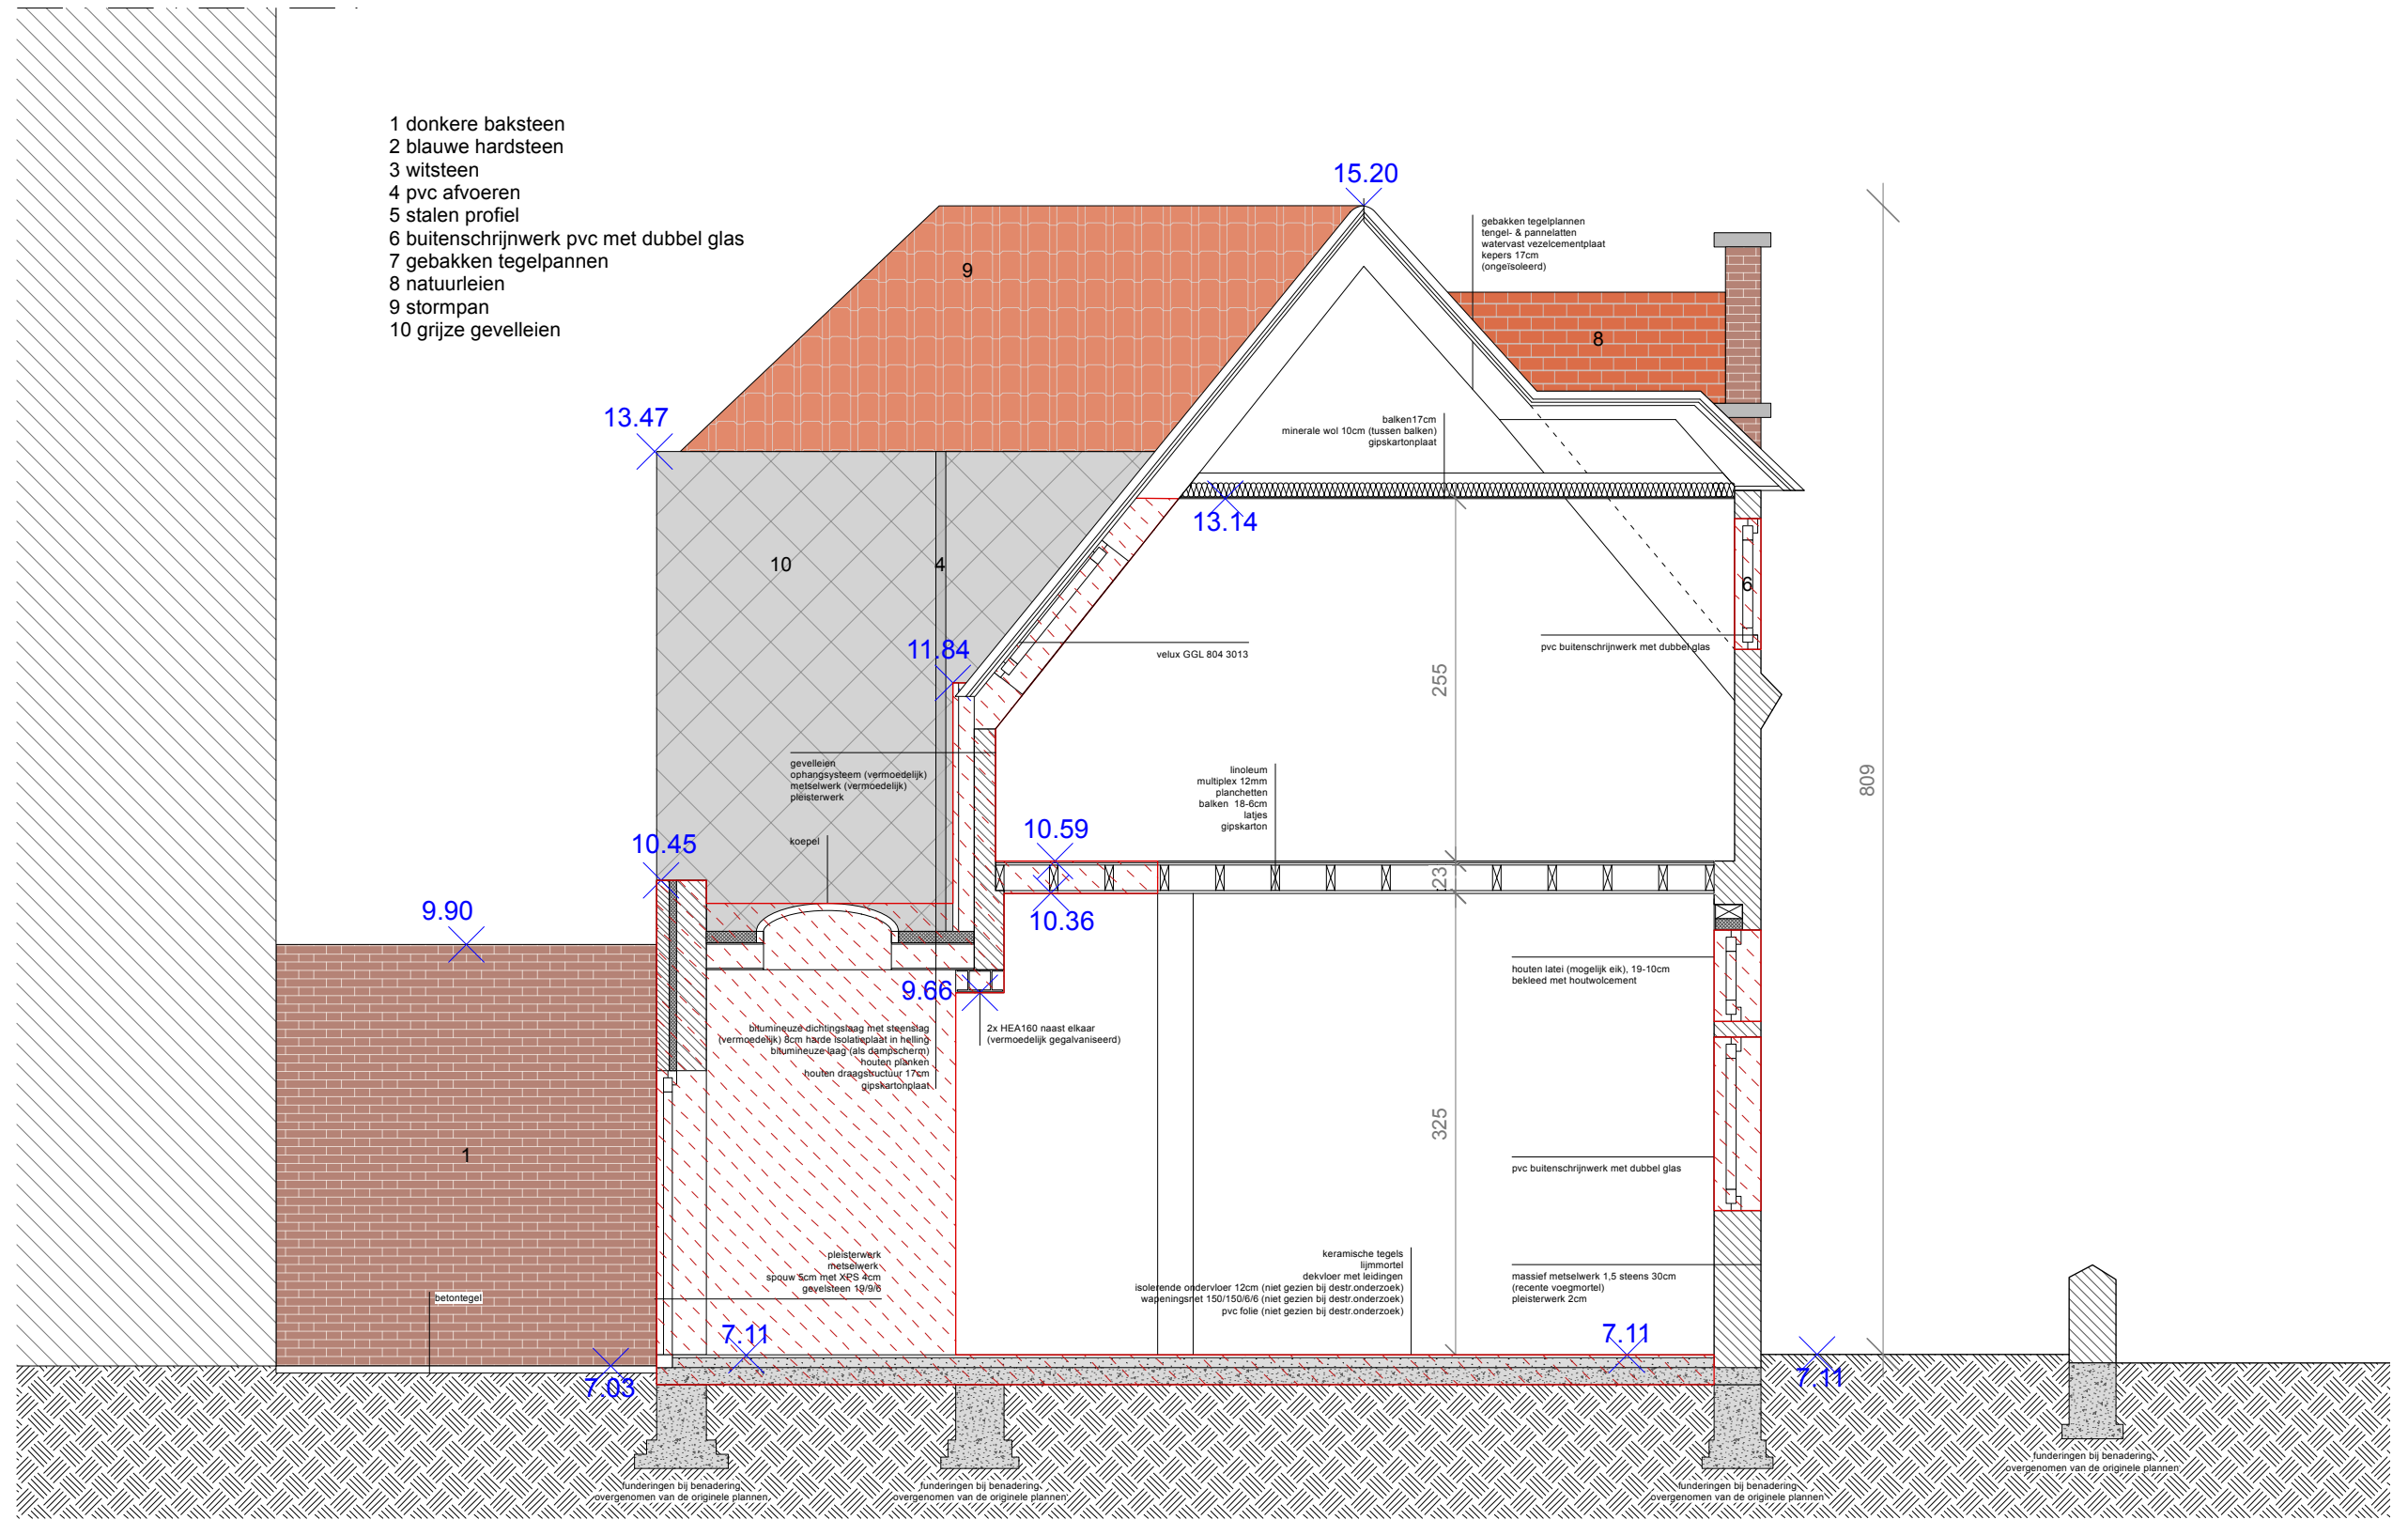 1 donkere baksteen
2 blauwe hardsteen
3 witsteen
4 pvc afvoeren
5 stalen profiel
6 buitenschrijnwerk pvc met dubbel glas
7 gebakken tegelpannen
8 natuurleien
9 stormpan
10 grijze gevelleien
15.20
gebakken tegelplannen
tengel- & pannelatten
watervast vezelcementplaat
kepers 17cm
(ongeïsoleerd)
9
8
13.47
balken17cm
minerale wol 10cm (tussen balken)
gipskartonplaat
13.14
10
4
6
11.84
velux GGL 804 3013
pvc buitenschrijnwerk met dubbel glas
255
809
gevelleien
ophangsysteem (vermoedelijk)
metselwerk (vermoedelijk)
pleisterwerk
linoleum
multiplex 12mm
planchetten
balken 18-6cm
latjes
gipskarton
koepel
10.45
10.59
23
10.36
9.90
9.66
houten latei (mogelijk eik), 19-10cm
bekleed met houtwolcement
bitumineuze dichtingslaag met steenslag
(vermoedelijk) 8cm harde isolatieplaat in helling
bitumineuze laag (als dampscherm)
houten planken
houten draagstructuur 17cm
gipskartonplaat
2x HEA160 naast elkaar
(vermoedelijk gegalvaniseerd)
325
1
pvc buitenschrijnwerk met dubbel glas
pleisterwerk
metselwerk
spouw 5cm met XPS 4cm
gevelsteen 19/9/6
keramische tegels
lijmmortel
dekvloer met leidingen
isolerende ondervloer 12cm (niet gezien bij destr.onderzoek)
wapeningsnet 150/150/6/6 (niet gezien bij destr.onderzoek)
pvc folie (niet gezien bij destr.onderzoek)
massief metselwerk 1,5 steens 30cm
(recente voegmortel)
pleisterwerk 2cm
betontegel
7.11
7.11
7.03
7.11
funderingen bij benadering,
overgenomen van de originele plannen
funderingen bij benadering,
overgenomen van de originele plannen
funderingen bij benadering
overgenomen van de originele plannen
funderingen bij benadering,
overgenomen van de originele plannen